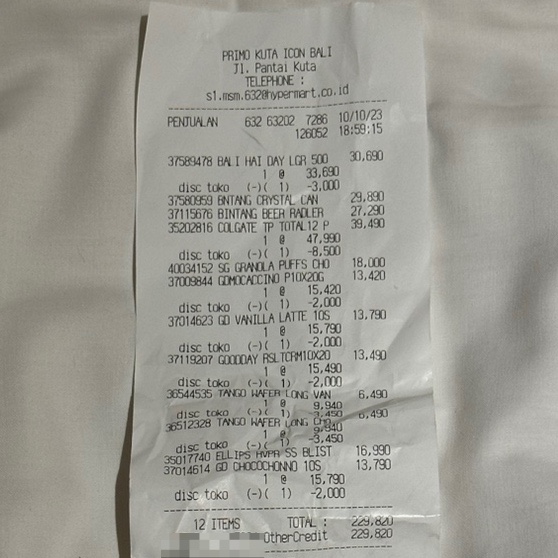 PRIMO KUTA ICON BALI
Jl. Pantai Kuta
TELEPHONE :
s1.msm.632@hypermart.co.id
PENJUALAN 632 63202 7286 10/10/23
126052 18:59:15
37589478 BALI HAI DAY LGR 500 30,690
1 @ 33,690
disc toko (-)( 1) -3,000
37580959 BNTANG CRYSTAL CAN 29,890
37115676 BINTANG BEER RADLER 27,290
35202816 COLGATE TP TOTAL12 P 39,490
1 @ 47,990
disc toko (-)( 1) -8,500
40034152 SG GRANOLA PUFFS CHO 18,000
37009844 GDMOCACCINO P10X20G 13,420
1 @ 15,420
disc toko (-)( 1) -2,000
37014623 GD VANILLA LATTE 10S 13,790
1 @ 15,790
disc toko (-)( 1) -2,000
37119207 GOODDAY RSLTCRM10X20 13,490
1 @ 15,490
disc toko (-)( 1) -2,000
36544535 TANGO WAFER LONG VAN 6,490
1 @ 9,940
disc toko (-)( 1) -3,450
36512328 TANGO WAFER LONG CHO 6,490
1 @ 9,940
disc toko (-)( 1) -3,450
35017740 ELLIPS HVPR SS BLIST 16,990
37014614 GD CHOCOCHONNO 10S 13,790
1 @ 15,790
disc toko (-)( 1) -2,000
12 ITEMS TOTAL : 229,820
OtherCredit 229,820